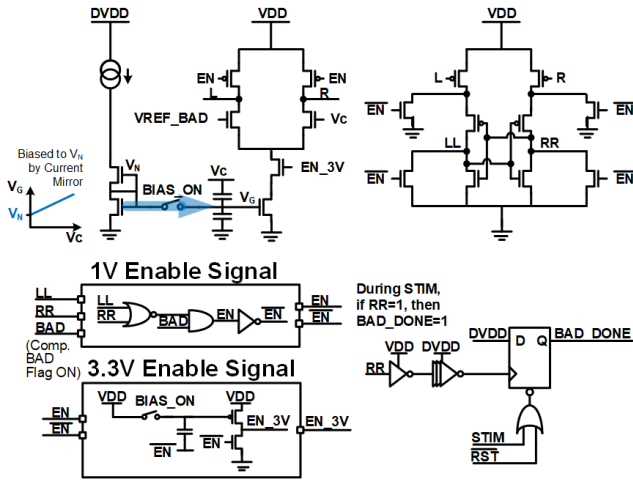 DVDD
VDD
VDD
EN
EN
L
R
L
R
VREF_BAD
Vc
EN
EN
EN_3V
LL
RR
Biased to VN
by Current
Mirror
VN
BIAS_ON
Vc
VG
VG
VN
Vc
EN
EN
1V Enable Signal
LL
RR
BAD
LL
RR
BAD
EN
EN
EN
EN
(Comp.
BAD
Flag ON)
During STIM,
if RR=1, then
BAD_DONE=1
DVDD
D
Q
BAD_DONE
VDD
DVDD
RR
STIM
RST
3.3V Enable Signal
VDD
BIAS_ON
VDD
EN
EN
EN
EN
EN_3V
EN_3V